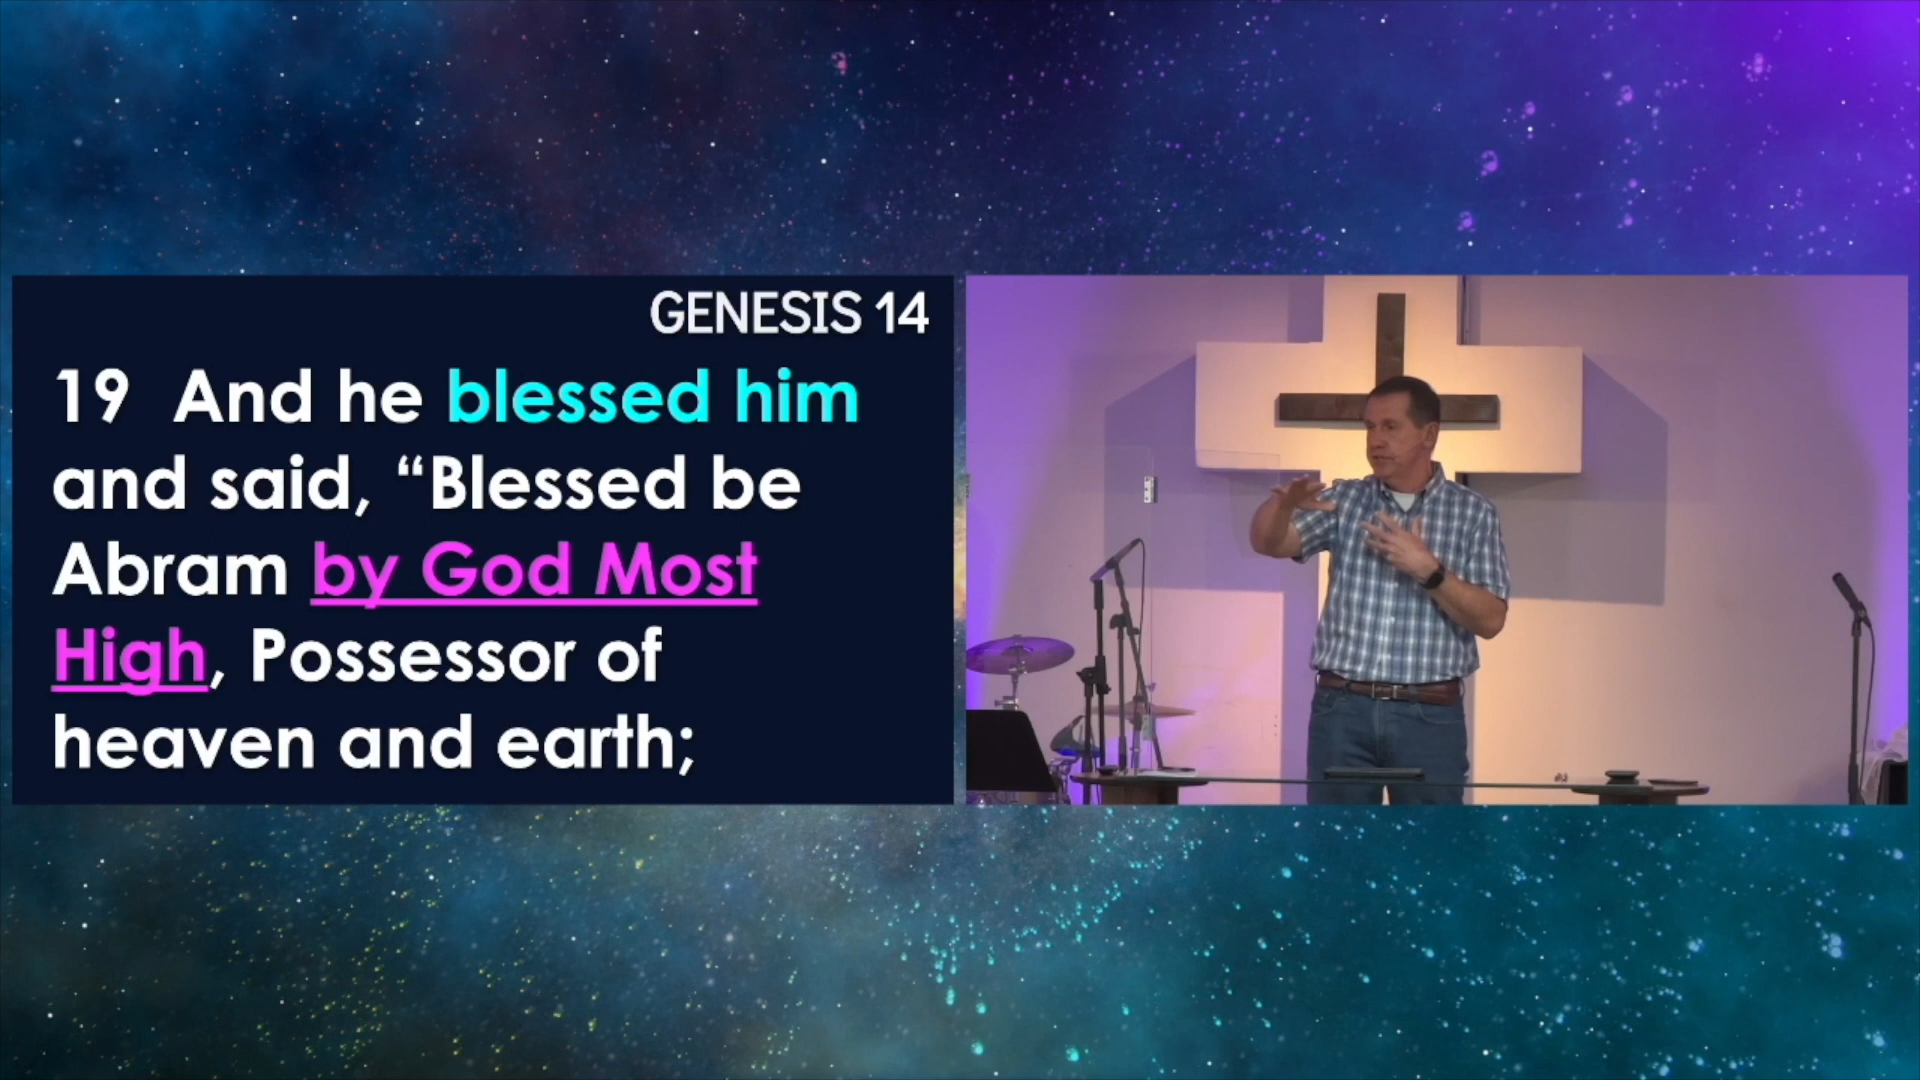 GENESIS 14
19 And he blessed him
and said, “Blessed be
Abram by God Most
High, Possessor of
heaven and earth;